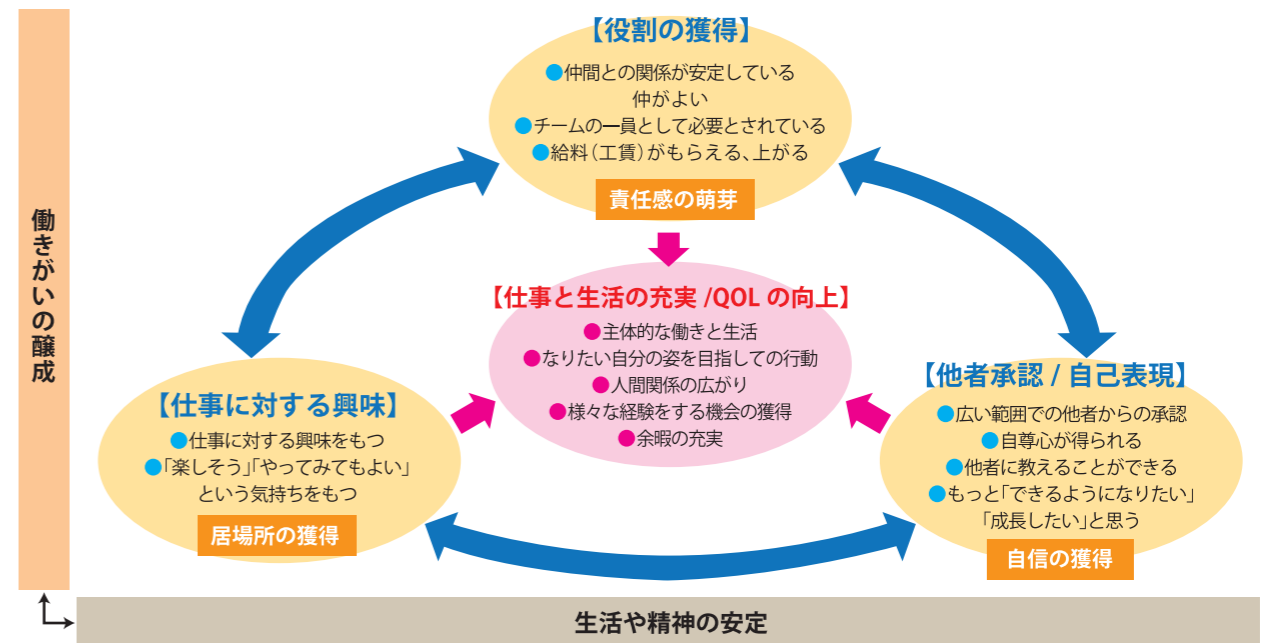 働きがいの醸成
【役割の獲得】
●仲間との関係が安定している
仲がよい
●チームの一員として必要とされている
●給料（工賃）がもらえる、上がる
責任感の萌芽
【仕事と生活の充実/QOLの向上】
●主体的な働きと生活
●なりたい自分の姿を目指しての行動
●人間関係の広がり
●様々な経験をする機会の獲得
●余暇の充実
【仕事に対する興味】
●仕事に対する興味をもつ
●「楽しそう」「やってみてもよい」
という気持ちをもつ
居場所の獲得
【他者承認/自己表現】
●広い範囲での他者からの承認
●自尊心が得られる
●他者に教えることができる
●もっと「できるようになりたい」
「成長したい」と思う
自信の獲得
生活や精神の安定